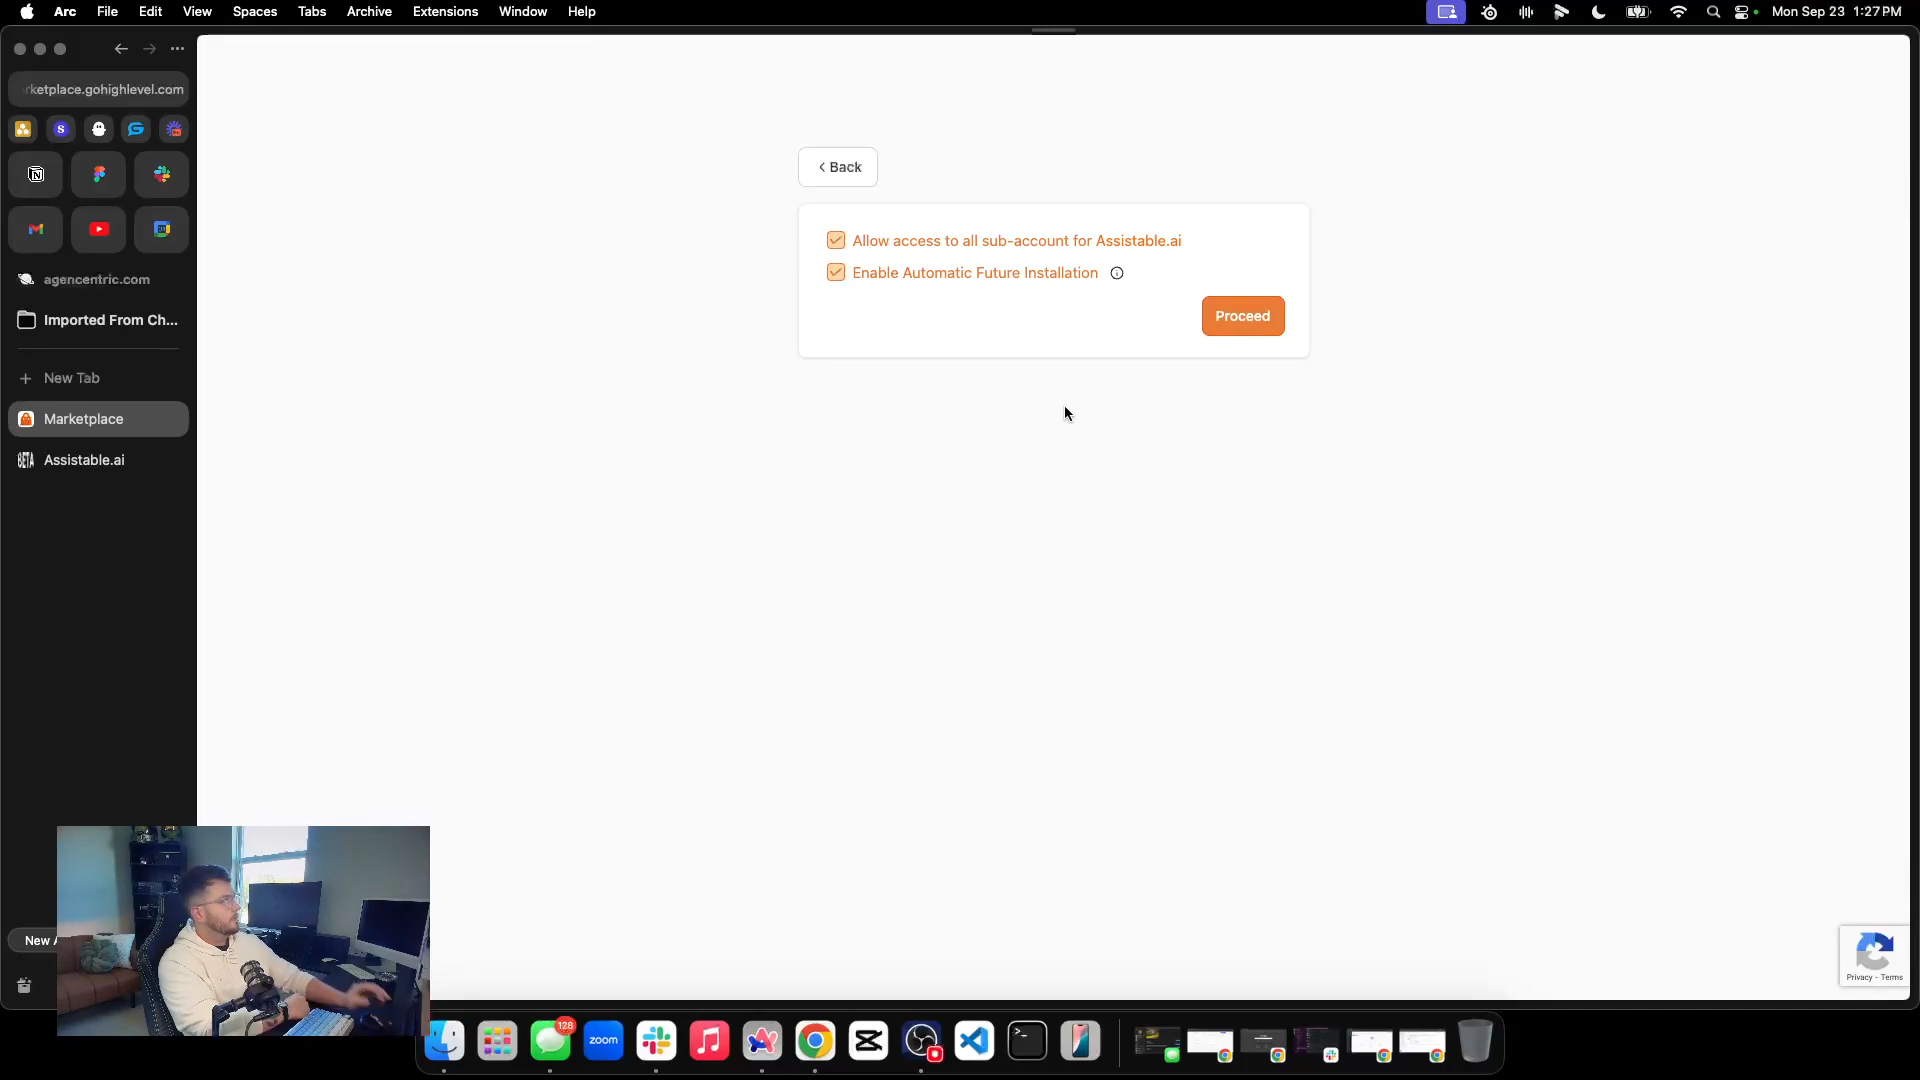 Arc File Edit View Spaces Tabs Archive Extensions Window Help
Mon Sep 23 1:27 PM
rketplace.gohighlevel.com
S
agencentric.com
Imported From Ch...
New Tab
Marketplace
BETA Assistable.ai
New A
Back
Allow access to all sub-account for Assistable.ai
Enable Automatic Future Installation
Proceed
Privacy - Terms
128
zoom